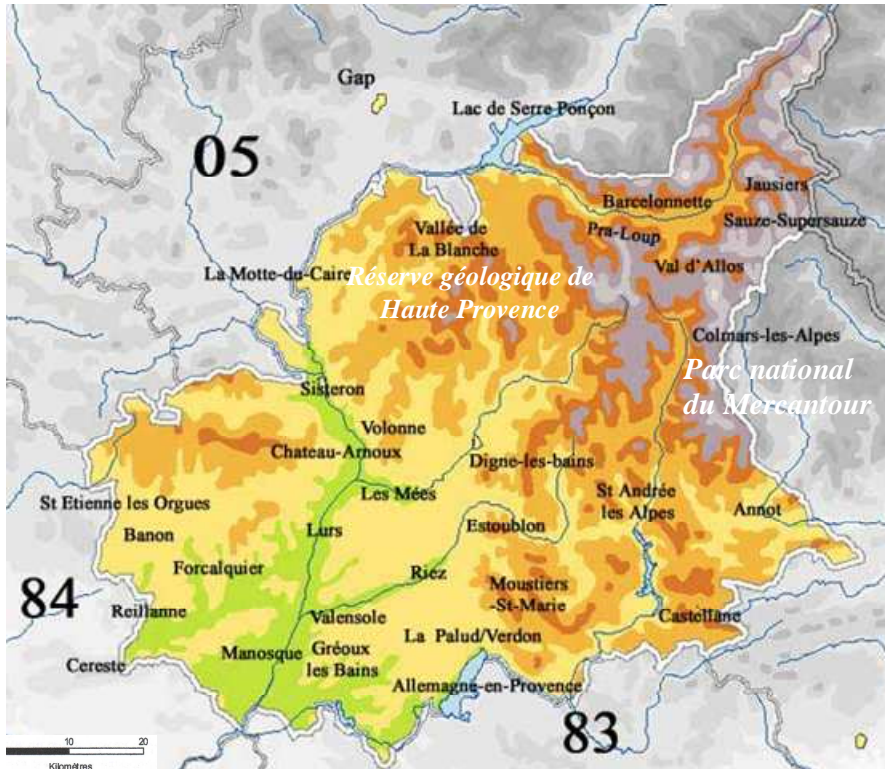 Gap
Lac de Serre Ponçon
05
Jausiers
Barcelonnette
Sauze-Supersauze
Vallée de
La Blanche
Pra-Loup
Val d'Allos
La Motte-du-Caire
Réserve géologique de
Haute Provence
Colmars-les-Alpes
Parc national
du Mercantour
Sisteron
Volonne
Chateau-Arnoux
Digne-les-bains
Les Mées
St Andrée
les Alpes
St Etienne les Orgues
Annot
Banon
Lurs
Estoublon
Forcalquier
Riez
Moustiers
-St-Marie
84
Reillanne
Valensole
Castellane
La Palud/Verdon
Manosque
Gréoux
les Bains
Cereste
Allemagne-en-Provence
83
10 20
Kilomètres